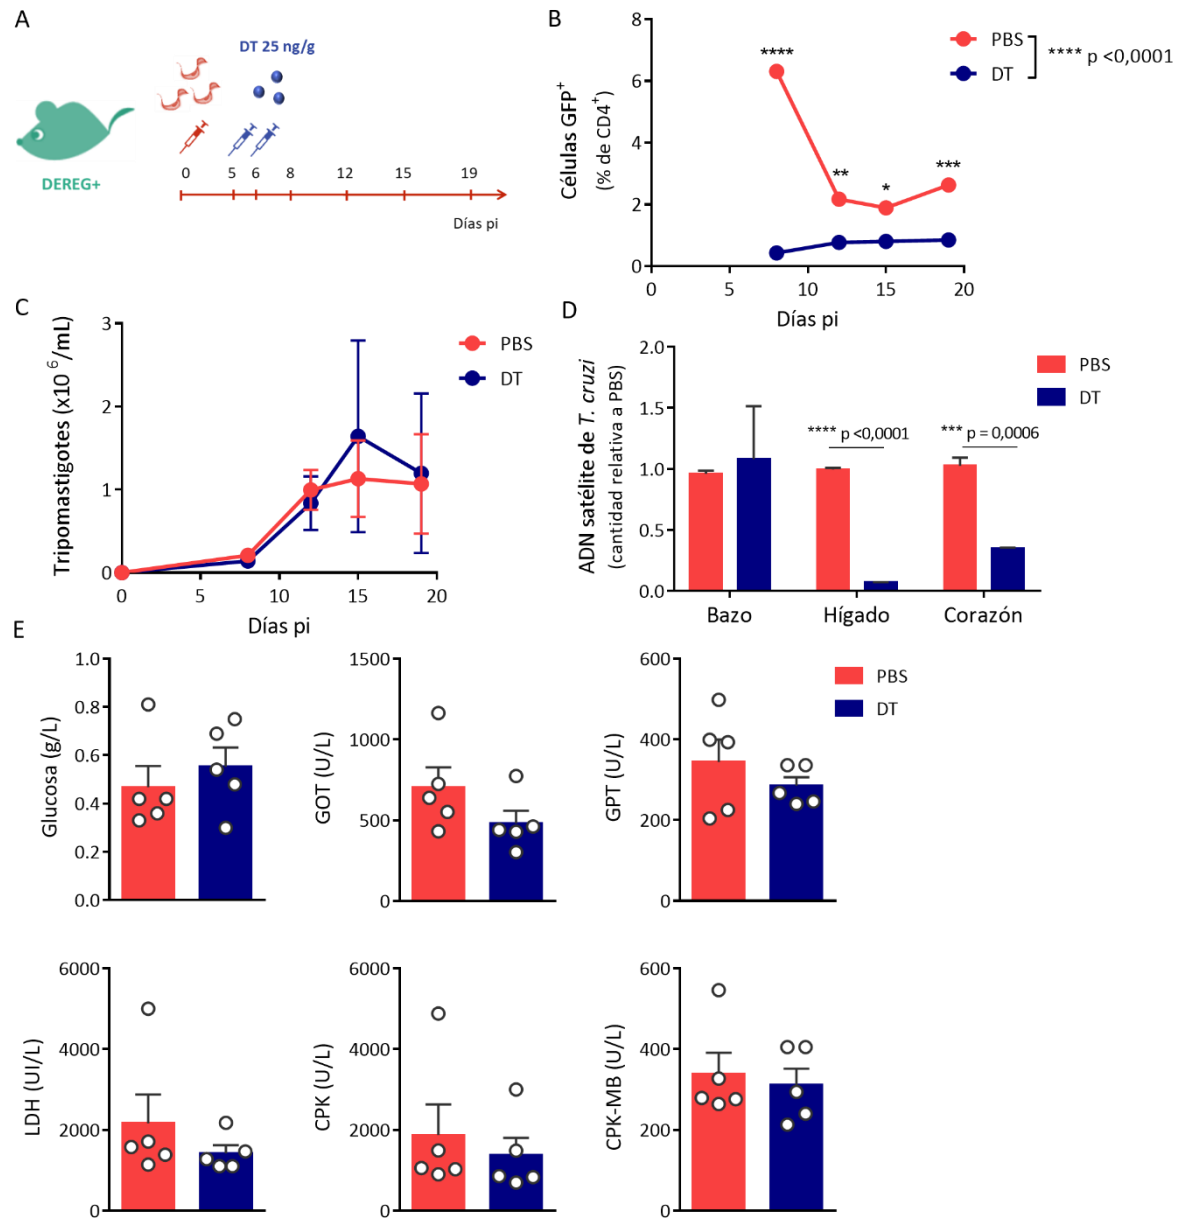 A
DT 25 ng/g
DEREG+
0 5 6 8 12 15 19
Días pi
B
Células GFP+
(% de CD4+)
8
6
4
2
0
0 5 10 15 20
Días pi
****
**
*
***
PBS
DT
**** p <0,0001
C
Tripomastigotes (x10 6/mL)
3
2
1
0
0 5 10 15 20
Días pi
PBS
DT
D
ADN satélite de T. cruzi
(cantidad relativa a PBS)
2.0
1.5
1.0
0.5
0.0
**** p <0,0001
*** p = 0,0006
Bazo Hígado Corazón
PBS
DT
E
Glucosa (g/L)
1.0
0.8
0.6
0.4
0.2
0.0
GOT (U/L)
1500
1000
500
0
GPT (U/L)
600
400
200
0
PBS
DT
LDH (UI/L)
6000
4000
2000
0
CPK (U/L)
6000
4000
2000
0
CPK-MB (U/L)
600
400
200
0